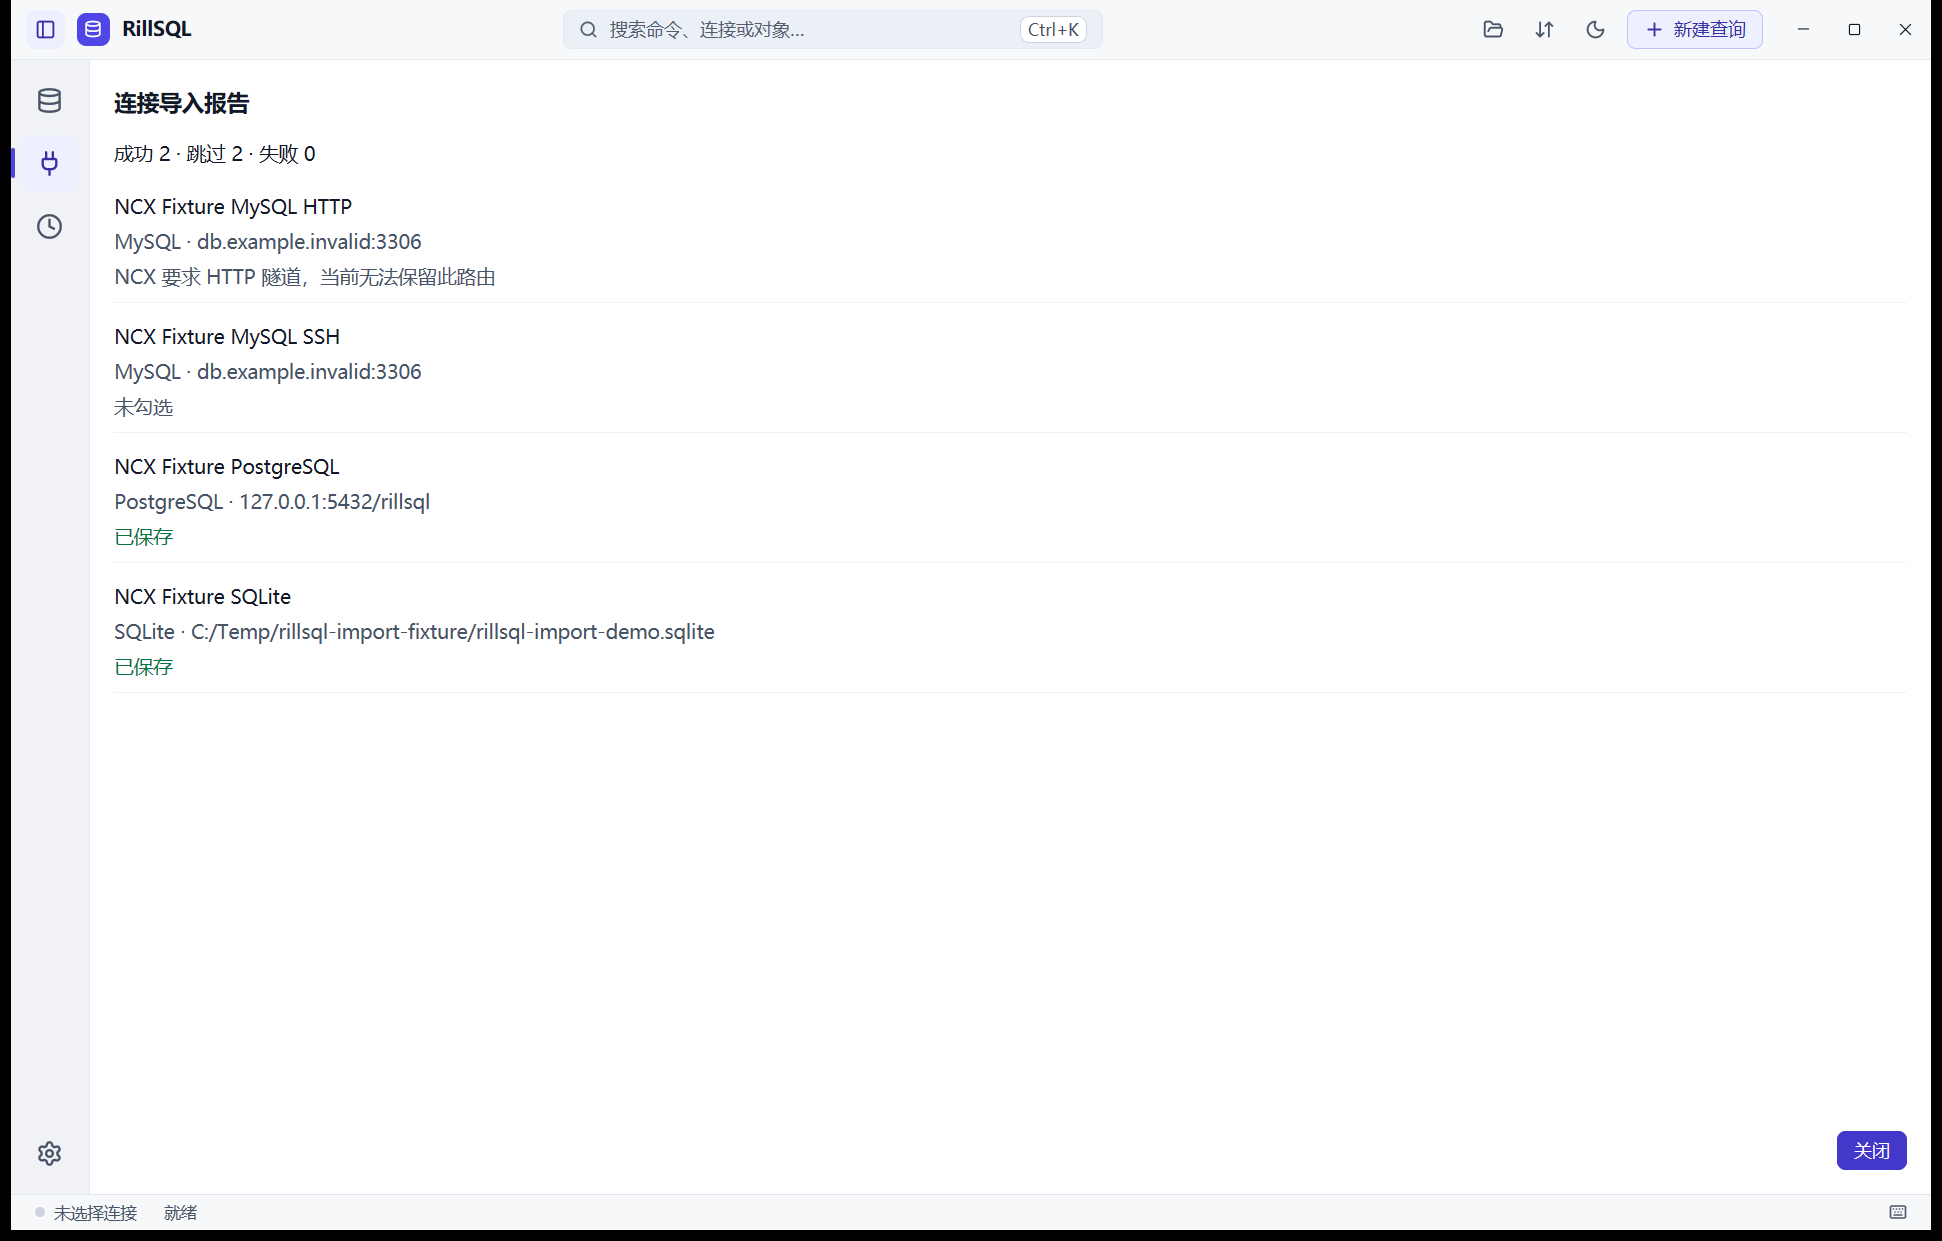 RillSQL
搜索命令、连接或对象...
Ctrl+K
新建查询
连接导入报告
成功 2 · 跳过 2 · 失败 0
NCX Fixture MySQL HTTP
MySQL · db.example.invalid:3306
NCX 要求 HTTP 隧道，当前无法保留此路由
NCX Fixture MySQL SSH
MySQL · db.example.invalid:3306
未勾选
NCX Fixture PostgreSQL
PostgreSQL · 127.0.0.1:5432/rillsql
已保存
NCX Fixture SQLite
SQLite · C:/Temp/rillsql-import-fixture/rillsql-import-demo.sqlite
已保存
关闭
未选择连接
就绪